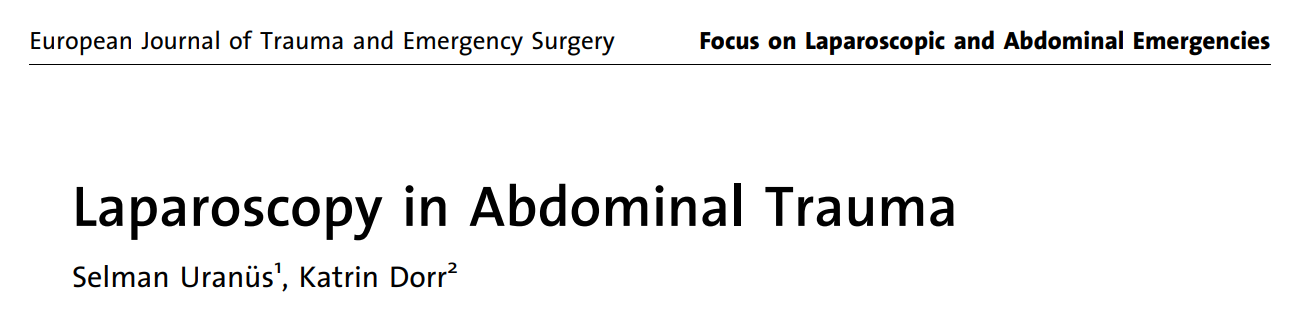 European Journal of Trauma and Emergency Surgery Focus on Laparoscopic and Abdominal Emergencies
Laparoscopy in Abdominal Trauma
Selman Uranüs¹, Katrin Dorr²